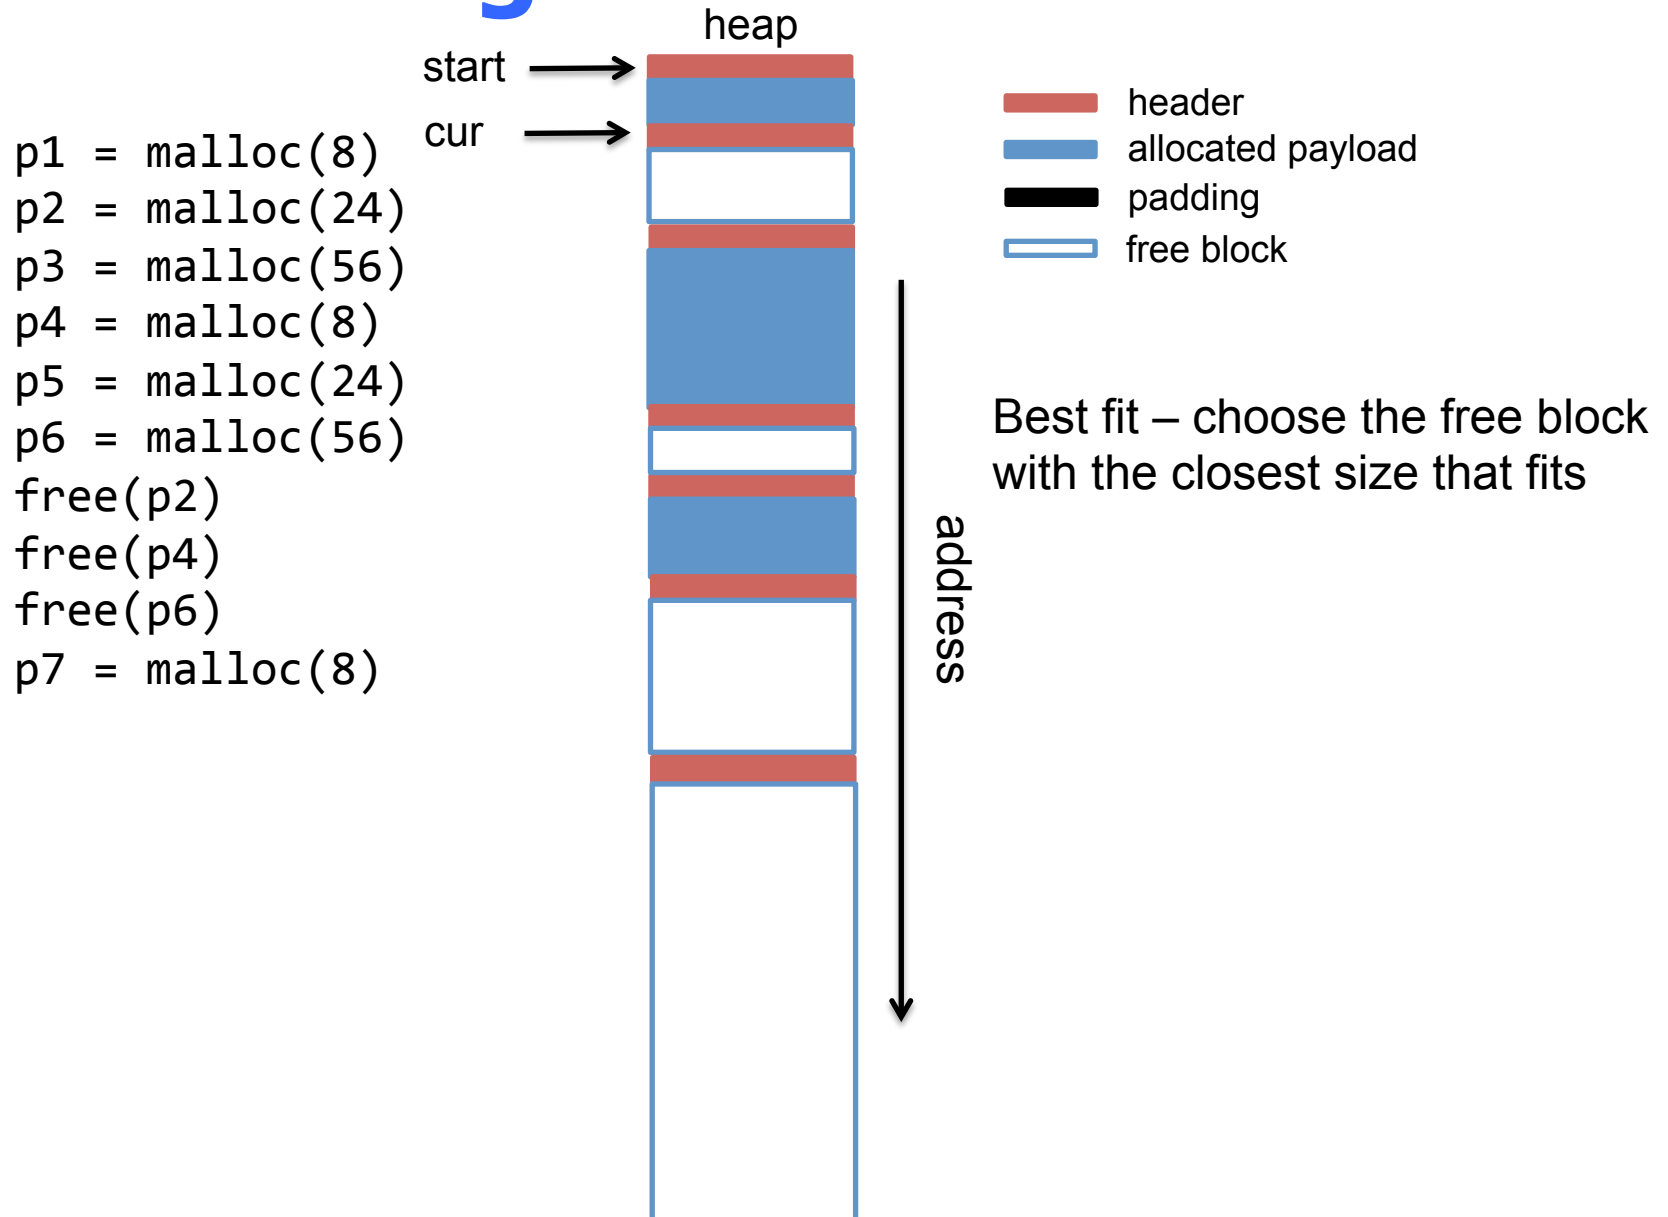 heap
start
cur
p1 = malloc(8)
p2 = malloc(24)
p3 = malloc(56)
p4 = malloc(8)
p5 = malloc(24)
p6 = malloc(56)
free(p2)
free(p4)
free(p6)
p7 = malloc(8)
header
allocated payload
padding
free block
address
Best fit – choose the free block
with the closest size that fits